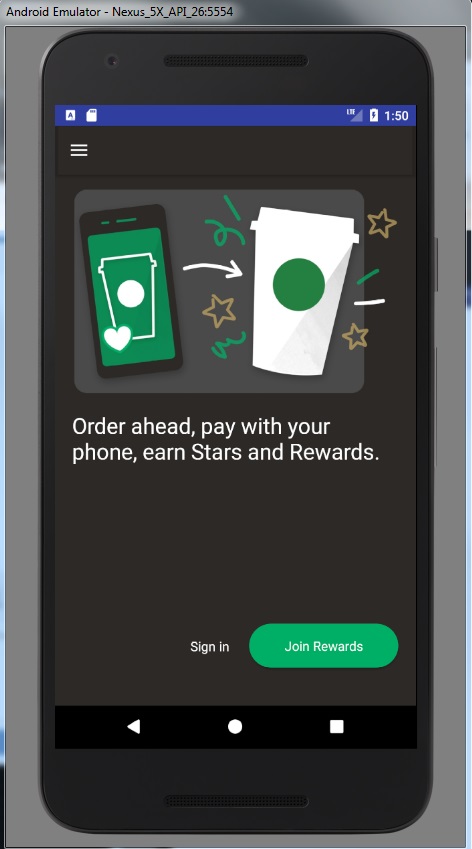 Android Emulator - Nexus_5X_API_26:5554
A
LTE
1:50
Order ahead, pay with your
phone, earn Stars and Rewards.
Sign in
Join Rewards